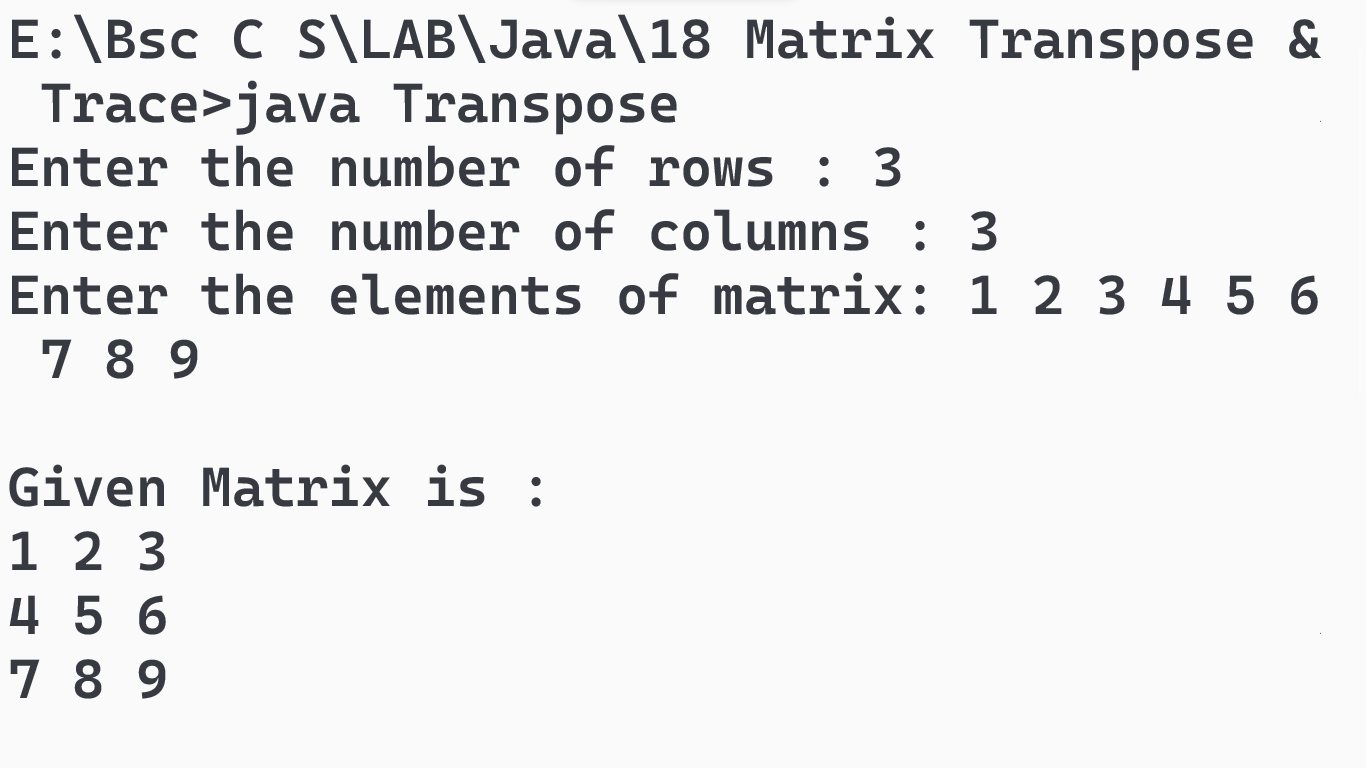 E:\Bsc C S\LAB\Java\18 Matrix Transpose &
 Trace>java Transpose
Enter the number of rows : 3
Enter the number of columns : 3
Enter the elements of matrix: 1 2 3 4 5 6
 7 8 9

Given Matrix is :
1 2 3
4 5 6
7 8 9